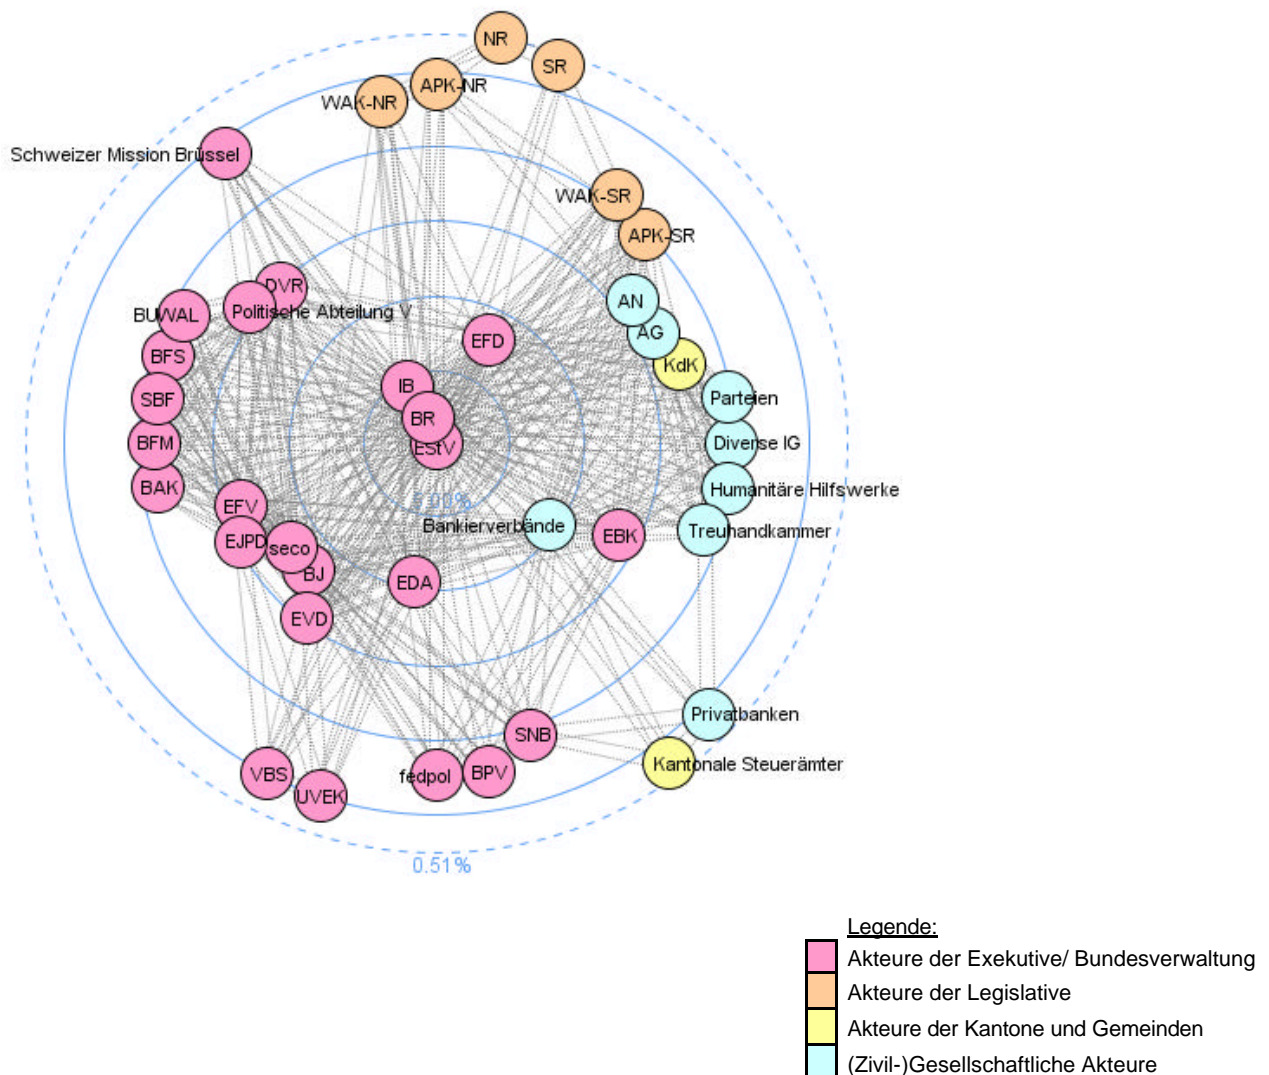 NR
SR
APK-NR
WAK-NR
Schweizer Mission Brüssel
WAK-SR
APK-SR
DVR
AN
Politische Abteilung V
BUWAL
AG
EFD
BFS
KdK
IB
SBF
Parteien
BR
BFM
EStV
Diverse IG
BAK
Humanitäre Hilfswerke
EFV
Bankierverbände
Treuhandkammer
EBK
EJPD
seco
BJ
EDA
EVD
Privatbanken
SNB
Kantonale Steuerämter
VBS
fedpol
BPV
UVEK
0.51%
Legende:
Akteure der Exekutive/ Bundesverwaltung
Akteure der Legislative
Akteure der Kantone und Gemeinden
(Zivil-)Gesellschaftliche Akteure